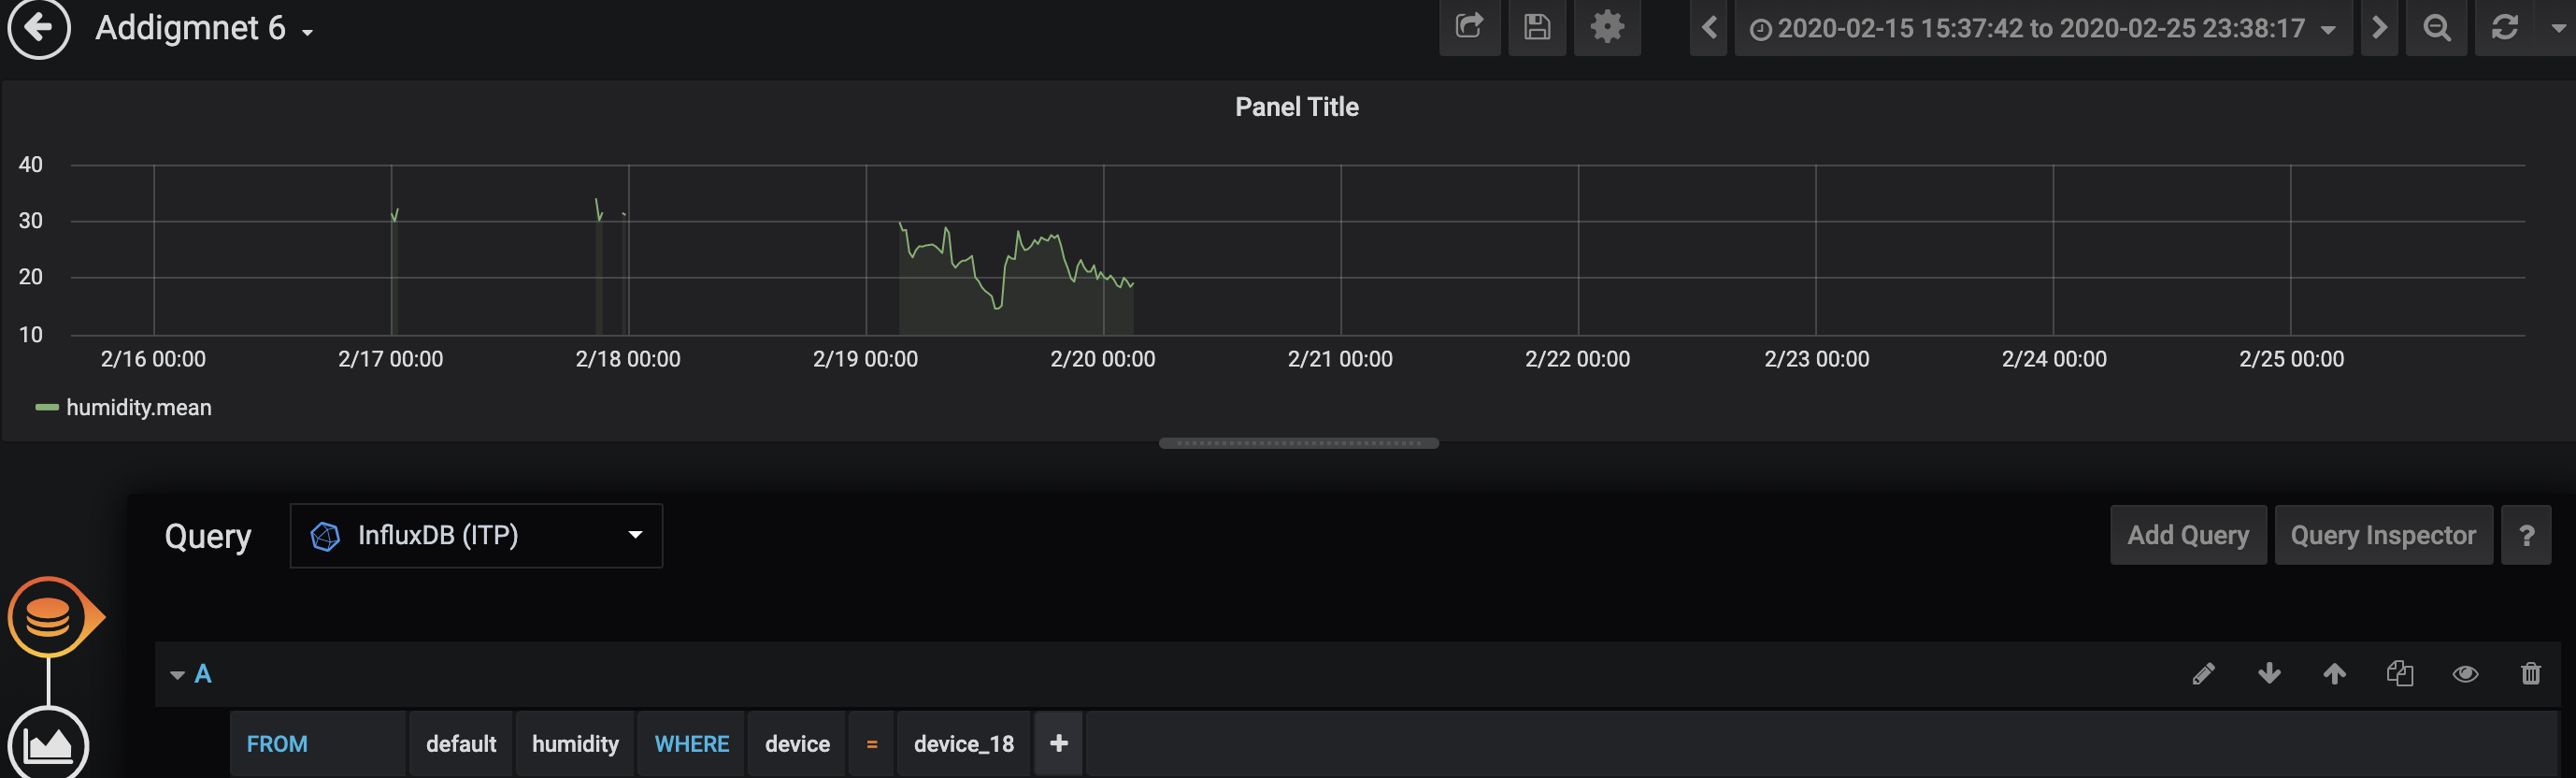 Addigmnet 6
2020-02-15 15:37:42 to 2020-02-25 23:38:17
Panel Title
40
30
20
10
2/16 00:00 2/17 00:00 2/18 00:00 2/19 00:00 2/20 00:00 2/21 00:00 2/22 00:00 2/23 00:00 2/24 00:00 2/25 00:00
humidity.mean
Query InfluxDB (ITP) Add Query Query Inspector ?
A
FROM default humidity WHERE device = device_18 +